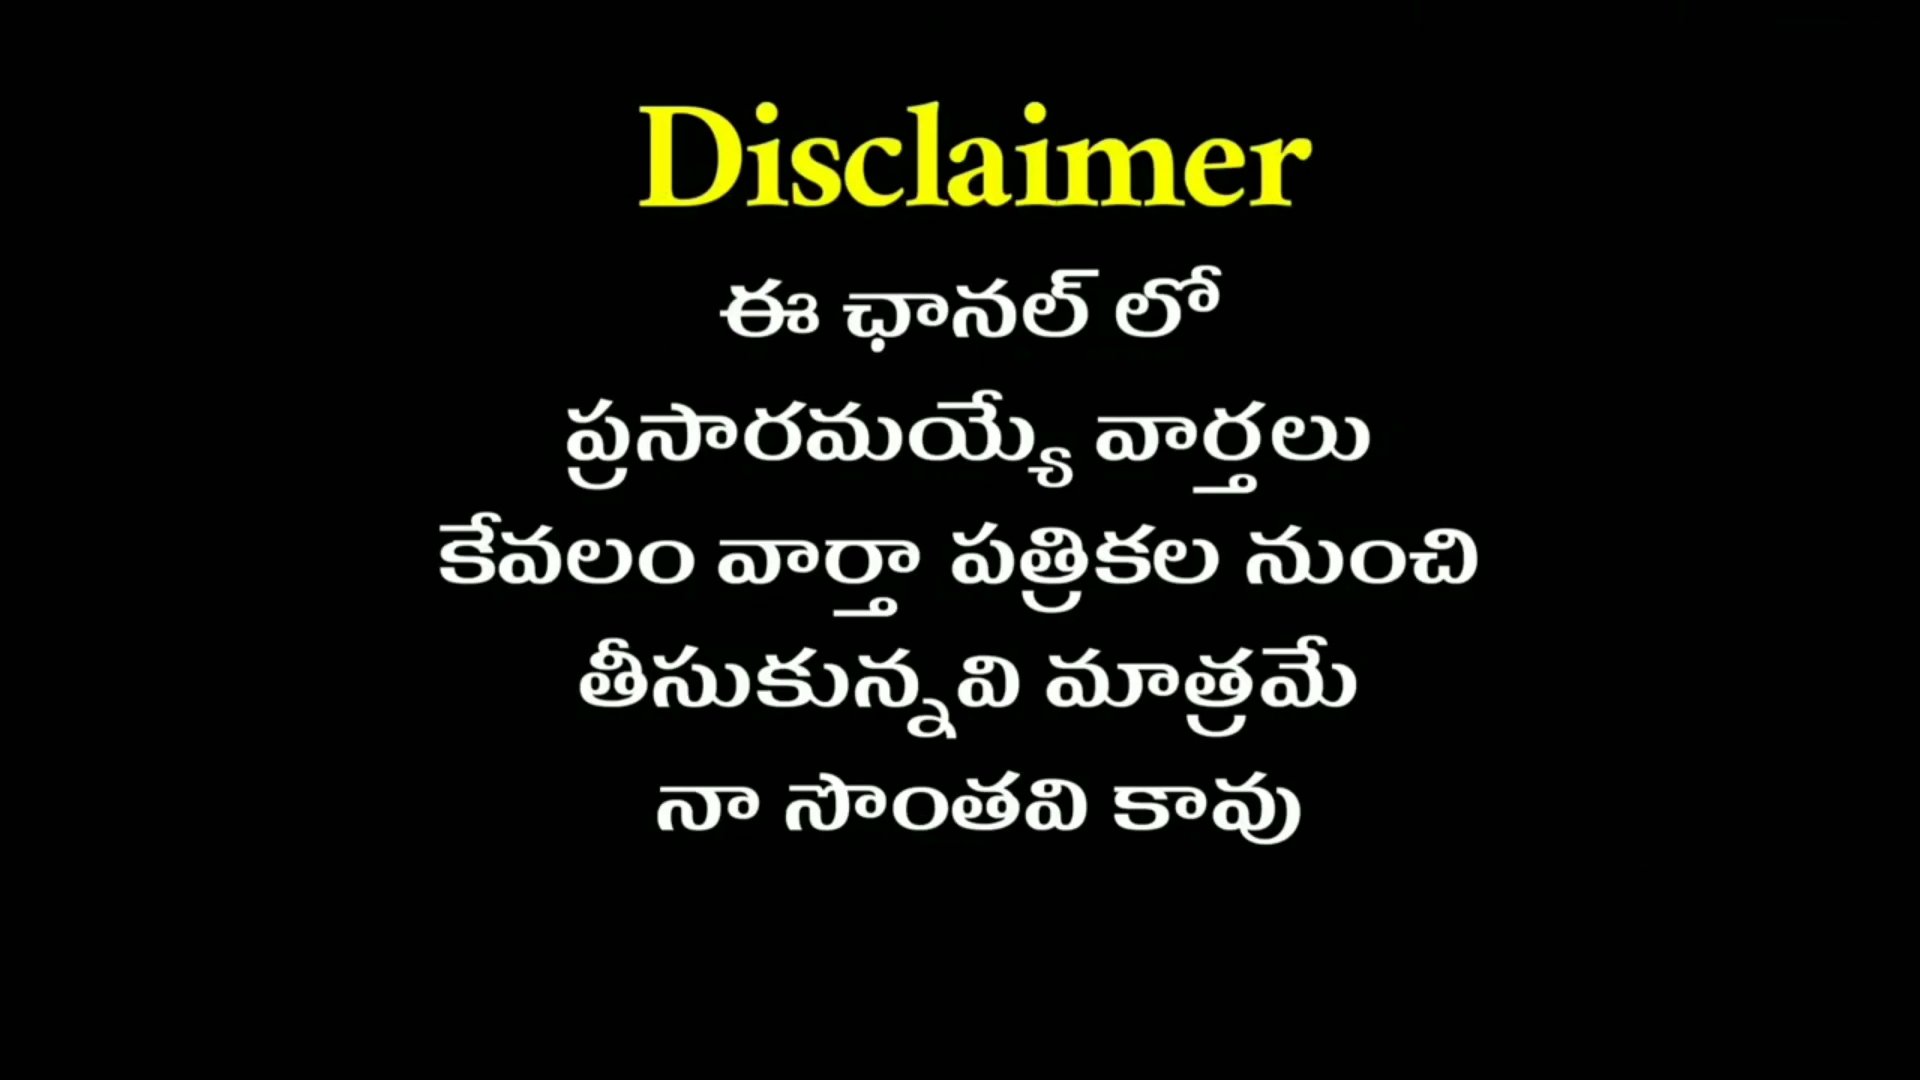 Disclaimer
ఈ ఛానల్ లో
ప్రసారమయ్యే వార్తలు
కేవలం వార్తా పత్రికల నుంచి
తీసుకున్నవి మాత్రమే
నా సొంతవి కావు